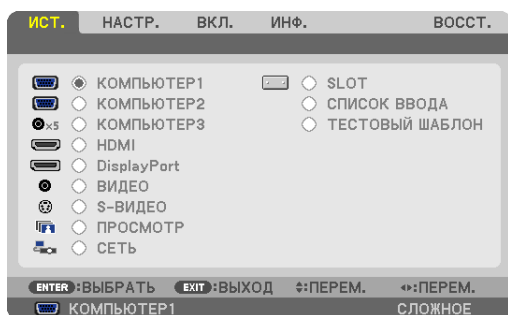 ИСТ. НАСТР. ВКЛ. ИНФ. ВОССТ.
КОМПЬЮТЕР1
КОМПЬЮТЕР2
×5 КОМПЬЮТЕР3
HDMI
DisplayPort
ВИДЕО
S-ВИДЕО
ПРОСМОТР
СЕТЬ
SLOT
СПИСОК ВВОДА
ТЕСТОВЫЙ ШАБЛОН
ENTER:ВЫБРАТЬ EXIT:ВЫХОД :ПЕРЕМ. :ПЕРЕМ.
КОМПЬЮТЕР1 СЛОЖНОЕ